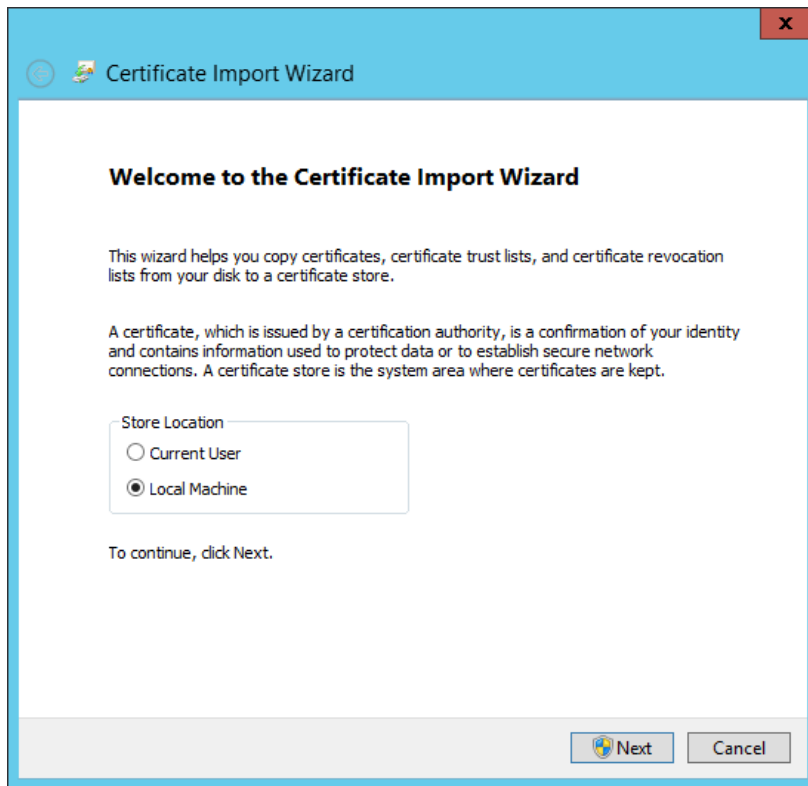 x
Certificate Import Wizard
Welcome to the Certificate Import Wizard
This wizard helps you copy certificates, certificate trust lists, and certificate revocation
lists from your disk to a certificate store.
A certificate, which is issued by a certification authority, is a confirmation of your identity
and contains information used to protect data or to establish secure network
connections. A certificate store is the system area where certificates are kept.
Store Location
Current User
Local Machine
To continue, click Next.
Next
Cancel